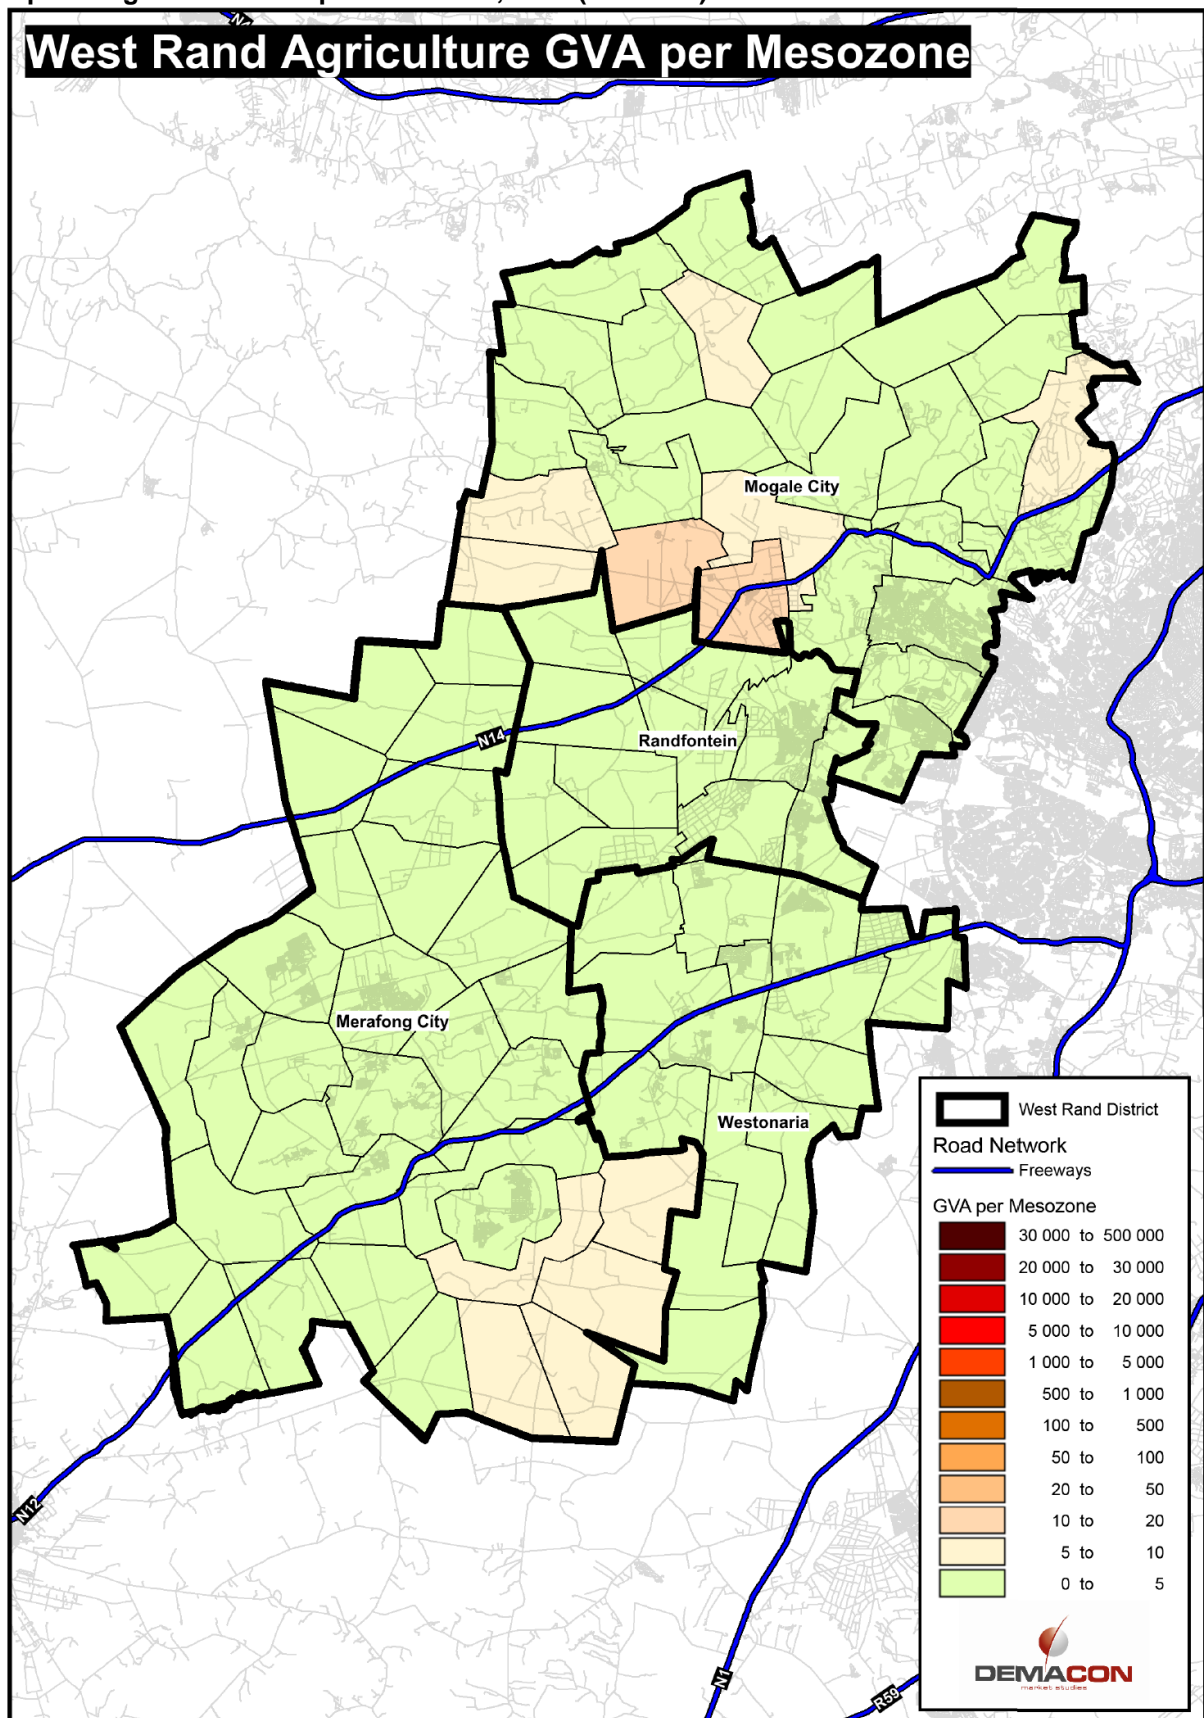 West Rand Agriculture GVA per Mesozone
Mogale City
N14
Randfontein
Merafong City
Westonaria
N12
N1
R59
West Rand District
Road Network
Freeways
GVA per Mesozone
30 000 to 500 000
20 000 to 30 000
10 000 to 20 000
5 000 to 10 000
1 000 to 5 000
500 to 1 000
100 to 500
50 to 100
20 to 50
10 to 20
5 to 10
0 to 5
DEMACON
market studies